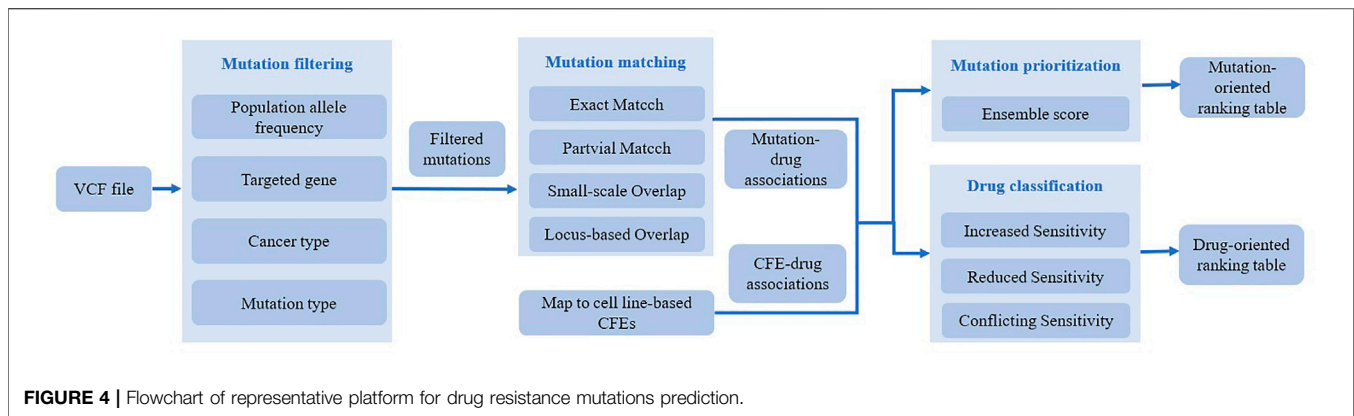 VCF file
Mutation filtering
Population allele
frequency
Targeted gene
Cancer type
Mutation type
Filtered
mutations
Mutation matching
Exact Matcch
Partvial Matcch
Small-scale Overlap
Locus-based Overlap
Map to cell line-based
CFEs
Mutation-
drug
associations
CFE-drug
associations
Mutation prioritization
Ensemble score
Mutation-
oriented
ranking table
Drug classification
Increased Sensitivity
Reduced Sensitivity
Conflicting Sensitivity
Drug-oriented
ranking table
FIGURE 4 | Flowchart of representative platform for drug resistance mutations prediction.